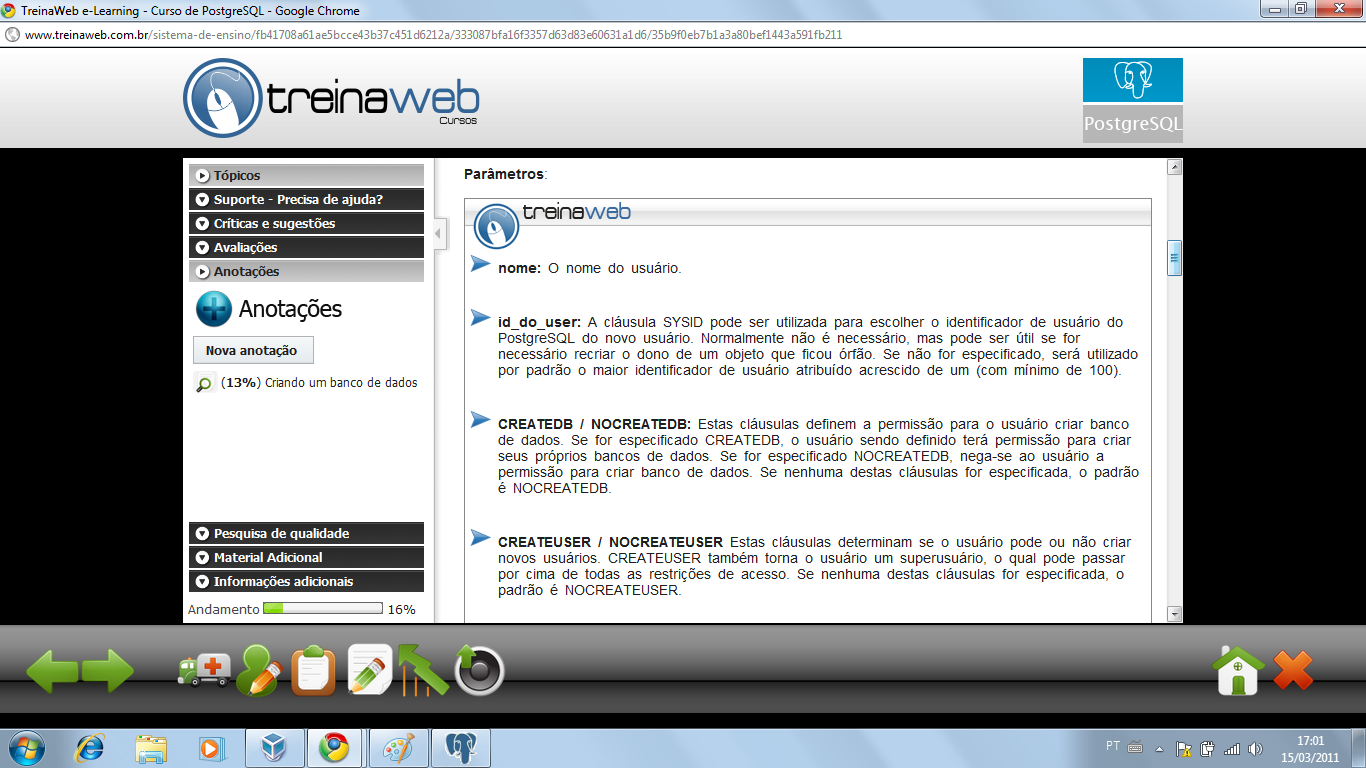 TreinaWeb e-Learning - Curso de PostgreSQL - Google Chrome
www.treinaweb.com.br/sistema-de-ensino/fb41708a61ae5bcce43b37c451d6212a/333087bfa16f3357d63d83e60631a1d6/35b9f0eb7b1a3a80bef1443a591fb211
treinaweb
Cursos
PostgreSQL
Tópicos
Suporte - Precisa de ajuda?
Críticas e sugestões
Avaliações
Anotações
Anotações
Nova anotação
(13%) Criando um banco de dados
Pesquisa de qualidade
Material Adicional
Informações adicionais
Andamento 16%
Parâmetros:
treinaweb
nome: O nome do usuário.
id_do_user: A cláusula SYSID pode ser utilizada para escolher o identificador de usuário do
PostgreSQL do novo usuário. Normalmente não é necessário, mas pode ser útil se for
necessário recriar o dono de um objeto que ficou órfão. Se não for especificado, será utilizado
por padrão o maior identificador de usuário atribuído acrescido de um (com mínimo de 100).
CREATEDB / NOCREATEDB: Estas cláusulas definem a permissão para o usuário criar banco
de dados. Se for especificado CREATEDB, o usuário sendo definido terá permissão para criar
seus próprios bancos de dados. Se for especificado NOCREATEDB, nega-se ao usuário a
permissão para criar banco de dados. Se nenhuma destas cláusulas for especificada, o padrão
é NOCREATEDB.
CREATEUSER / NOCREATEUSER Estas cláusulas determinam se o usuário pode ou não criar
novos usuários. CREATEUSER também torna o usuário um superusuário, o qual pode passar
por cima de todas as restrições de acesso. Se nenhuma destas cláusulas for especificada, o
padrão é NOCREATEUSER.
PT
17:01
15/03/2011